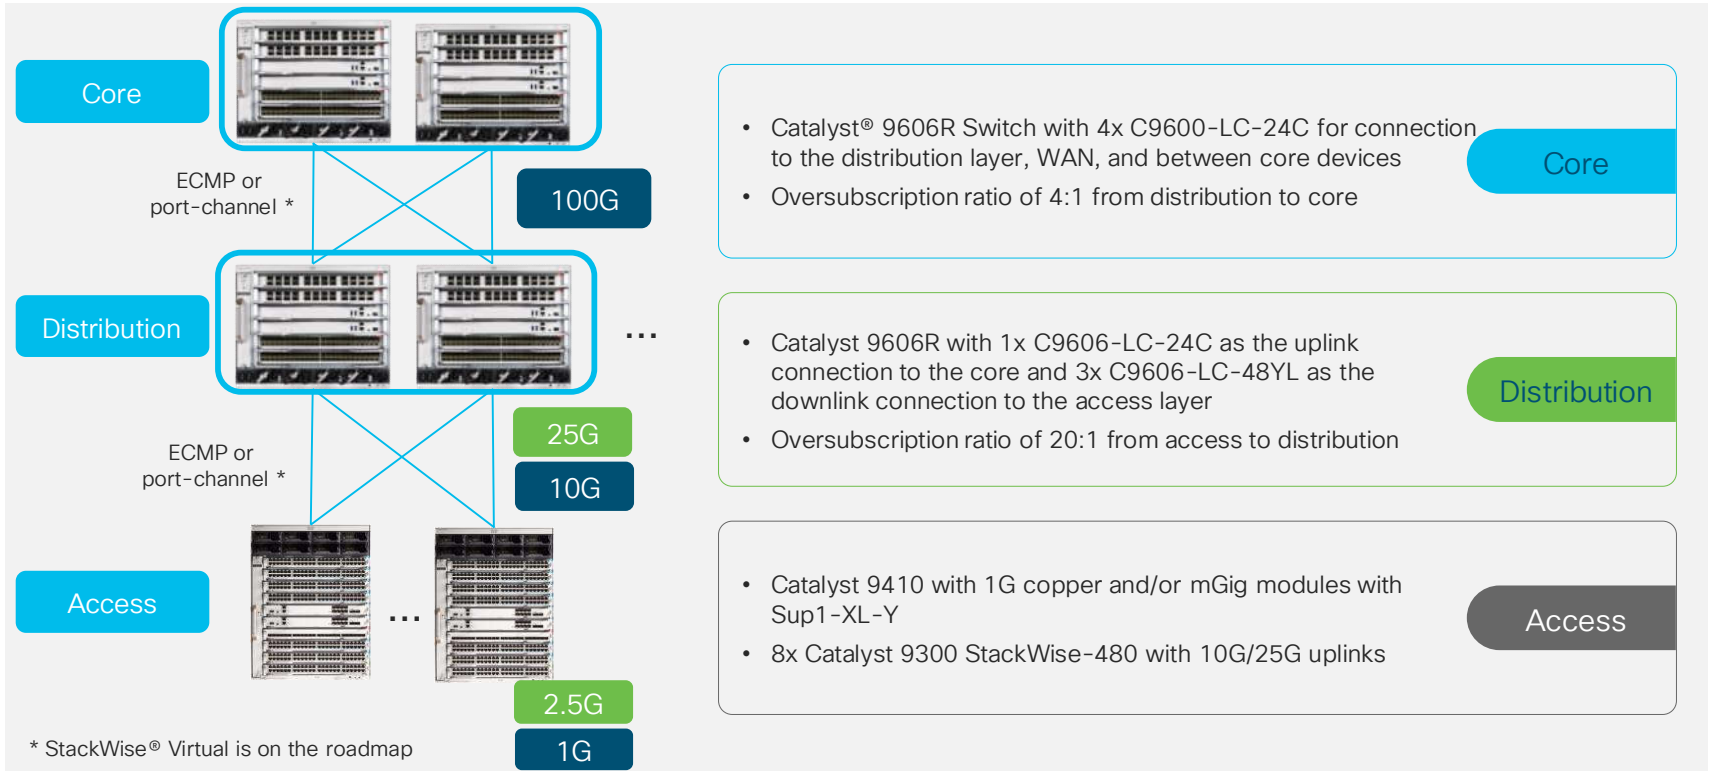 Core
ECMP or
port-channel *
100G
Distribution
...
ECMP or
port-channel *
25G
10G
Access
...
2.5G
1G
* StackWise® Virtual is on the roadmap
• Catalyst® 9606R Switch with 4x C9600-LC-24C for connection
to the distribution layer, WAN, and between core devices
• Oversubscription ratio of 4:1 from distribution to core
Core
• Catalyst 9606R with 1x C9606-LC-24C as the uplink
connection to the core and 3x C9606-LC-48YL as the
downlink connection to the access layer
• Oversubscription ratio of 20:1 from access to distribution
Distribution
• Catalyst 9410 with 1G copper and/or mGig modules with
Sup1-XL-Y
• 8x Catalyst 9300 StackWise-480 with 10G/25G uplinks
Access